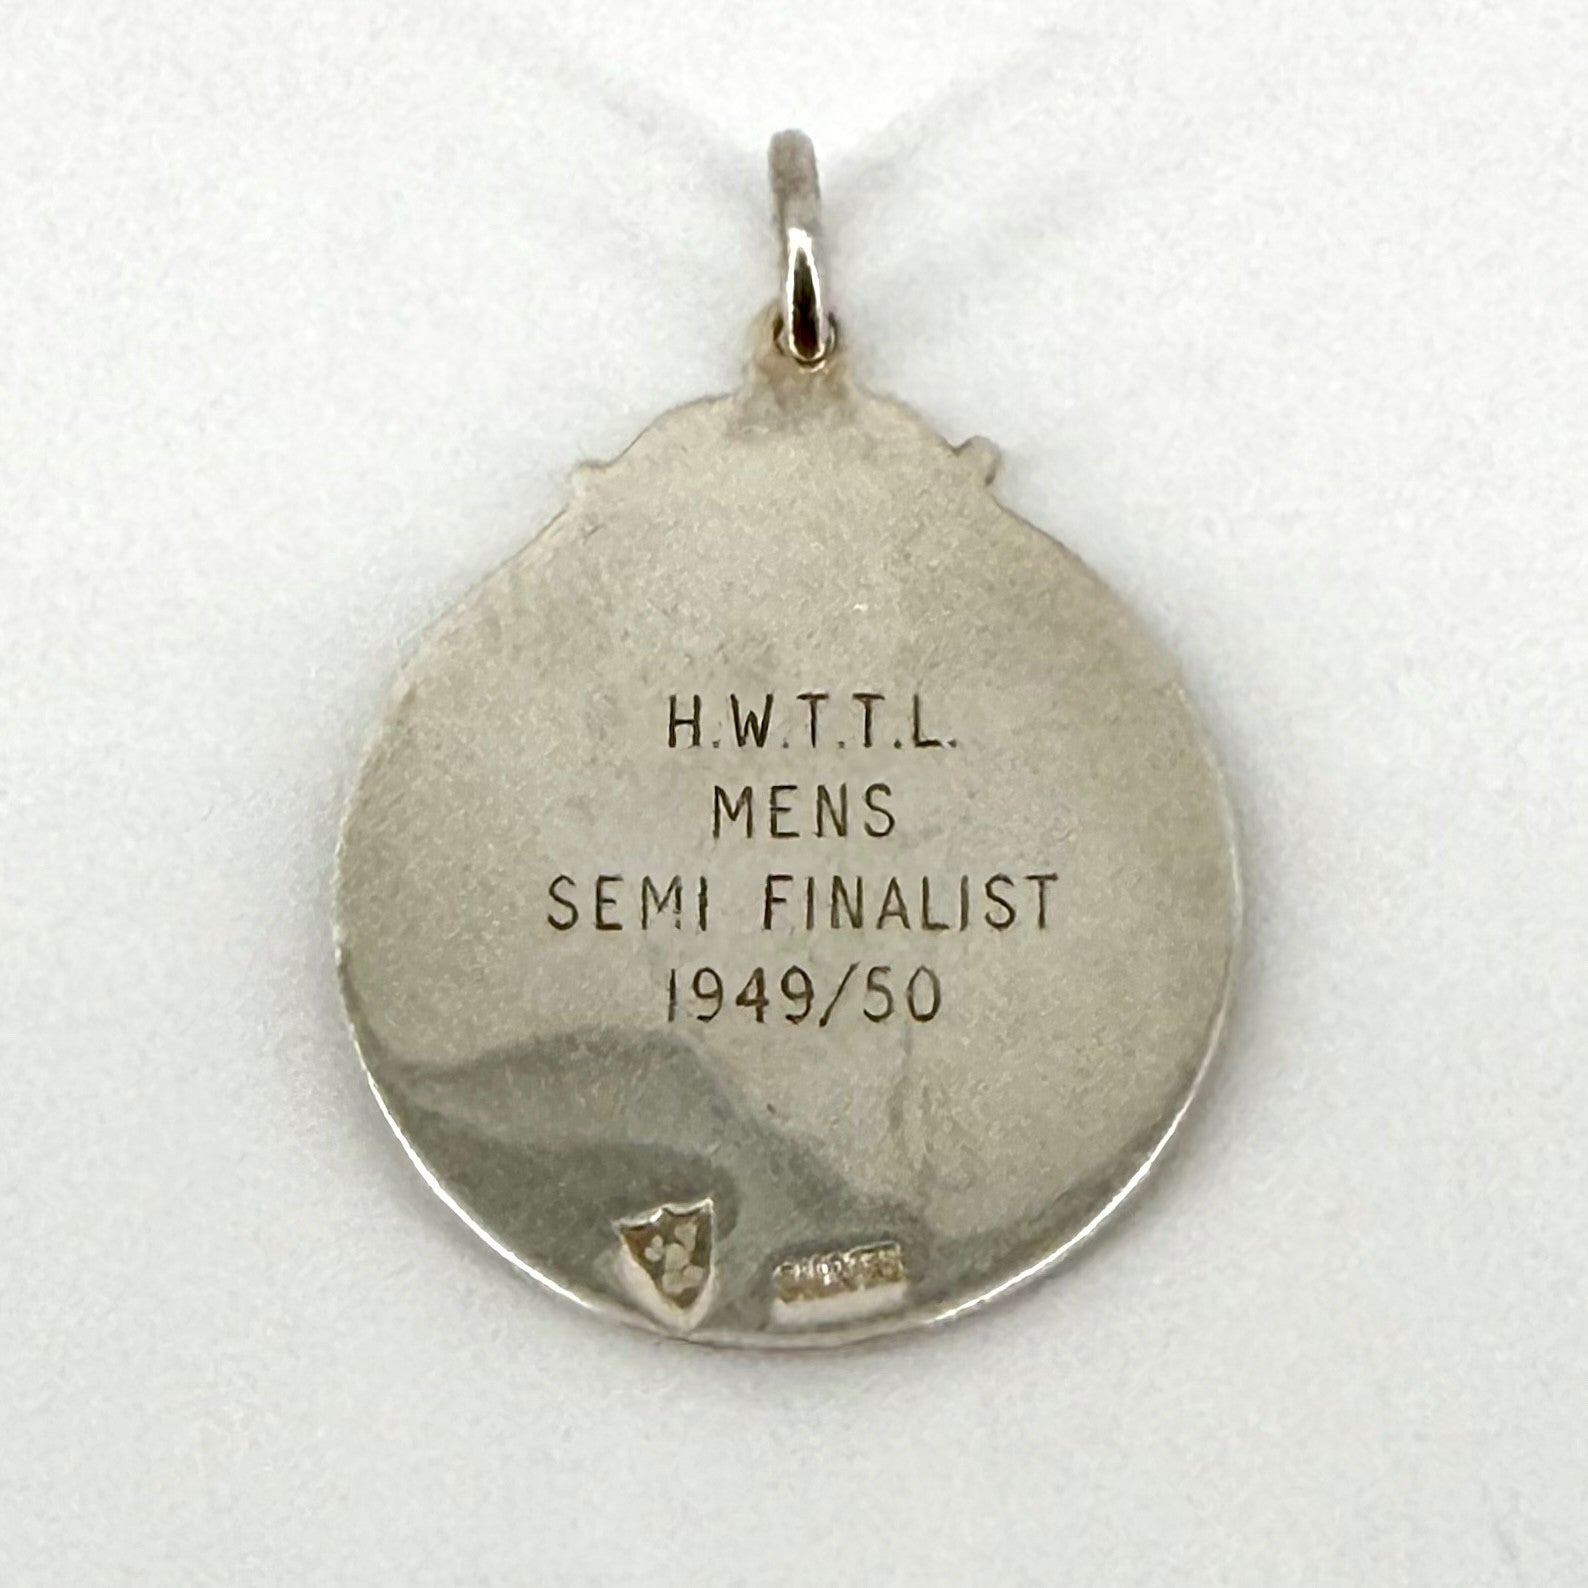 H.W.T.T.L.
MENS
SEMI FINALIST
1949/50